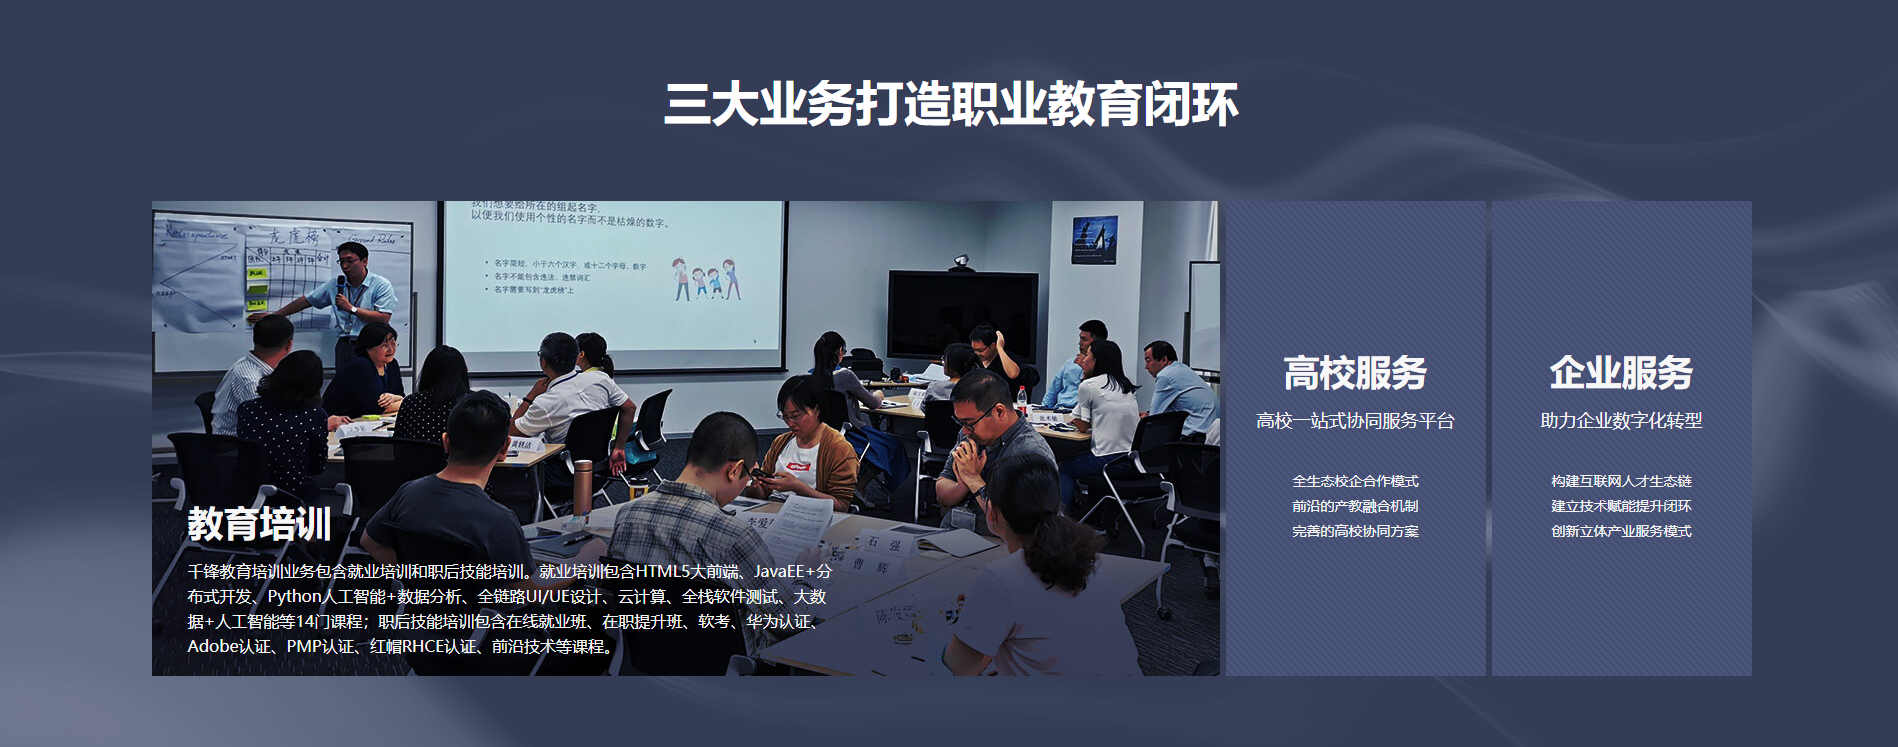 三大业务打造职业教育闭环
我们想要给所在的组起名字，
以便我们使用个性的名字而不是枯燥的数字。
• 名字简短，小于六个汉字，或十二个字母、数字
• 名字不能包含违法、违禁词汇
• 名字需要写到"龙虎榜"上
Retrospective
龙虎榜
Ground Rules
START
KEEP
BLUE
石 强
曹 辉
教育培训
千锋教育培训业务包含就业培训和职后技能培训。就业培训包含HTML5大前端、JavaEE+分
布式开发、Python人工智能+数据分析、全链路UI/UE设计、云计算、全栈软件测试、大数
据+人工智能等14门课程；职后技能培训包含在线就业班、在职提升班、软考、华为认证、
Adobe认证、PMP认证、红帽RHCE认证、前沿技术等课程。
高校服务
高校一站式协同服务平台
全生态校企合作模式
前沿的产教融合机制
完善的高校协同方案
企业服务
助力企业数字化转型
构建互联网人才生态链
建立技术赋能提升闭环
创新立体产业服务模式